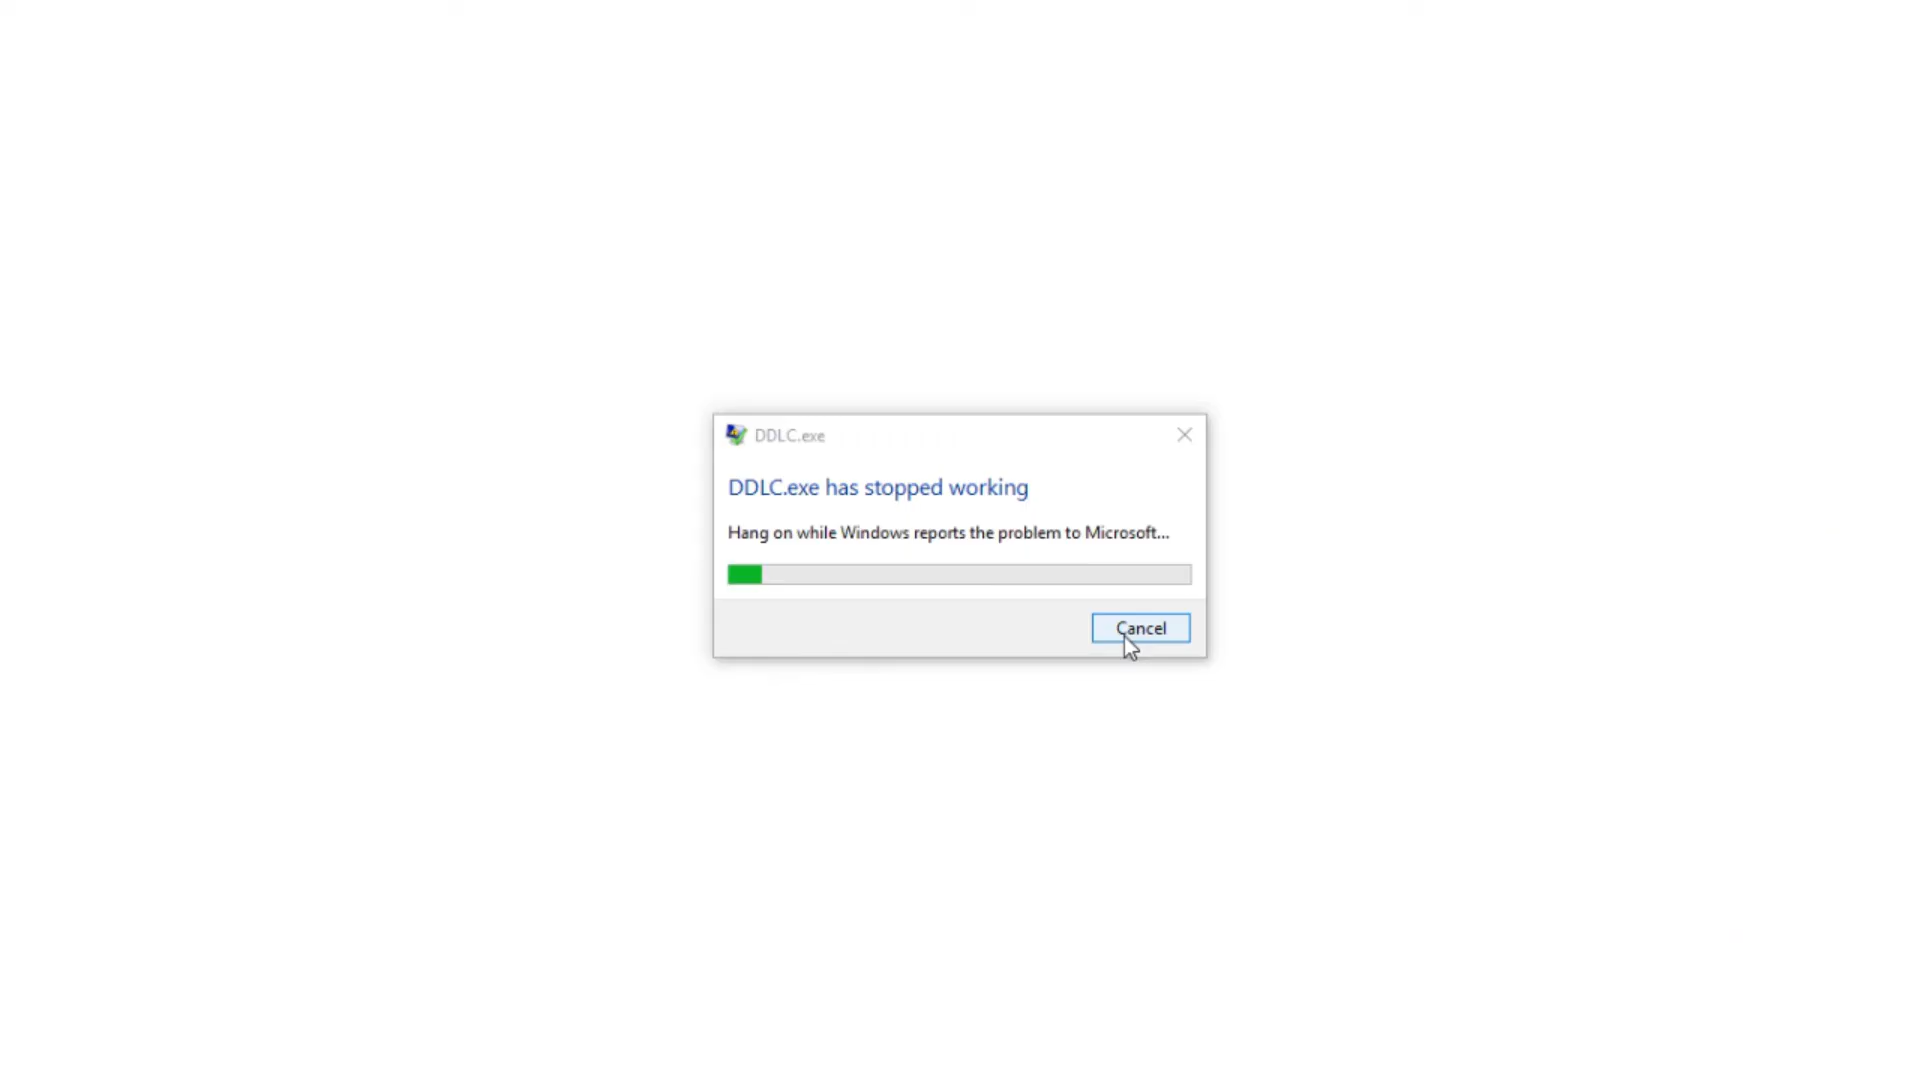 DDLC.exe
DDLC.exe has stopped working
Hang on while Windows reports the problem to Microsoft...
Cancel